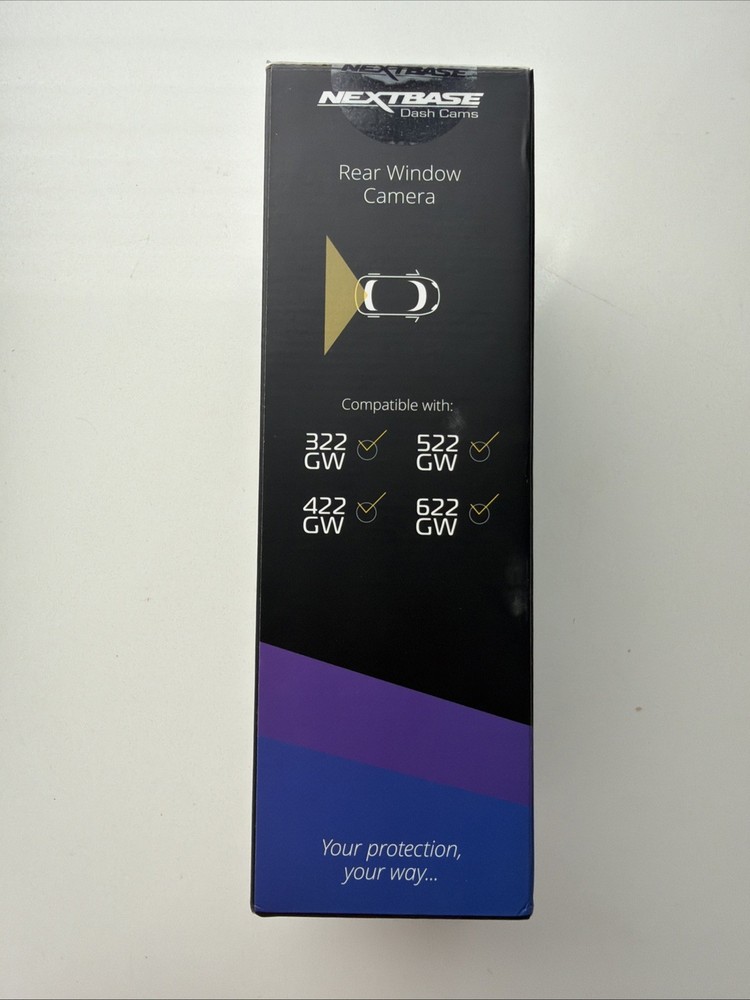 NEXTBASE
NEXTBASE
Dash Cams
Rear Window
Camera
Compatible with:
322 GW
522 GW
422 GW
622 GW
Your protection,
your way...